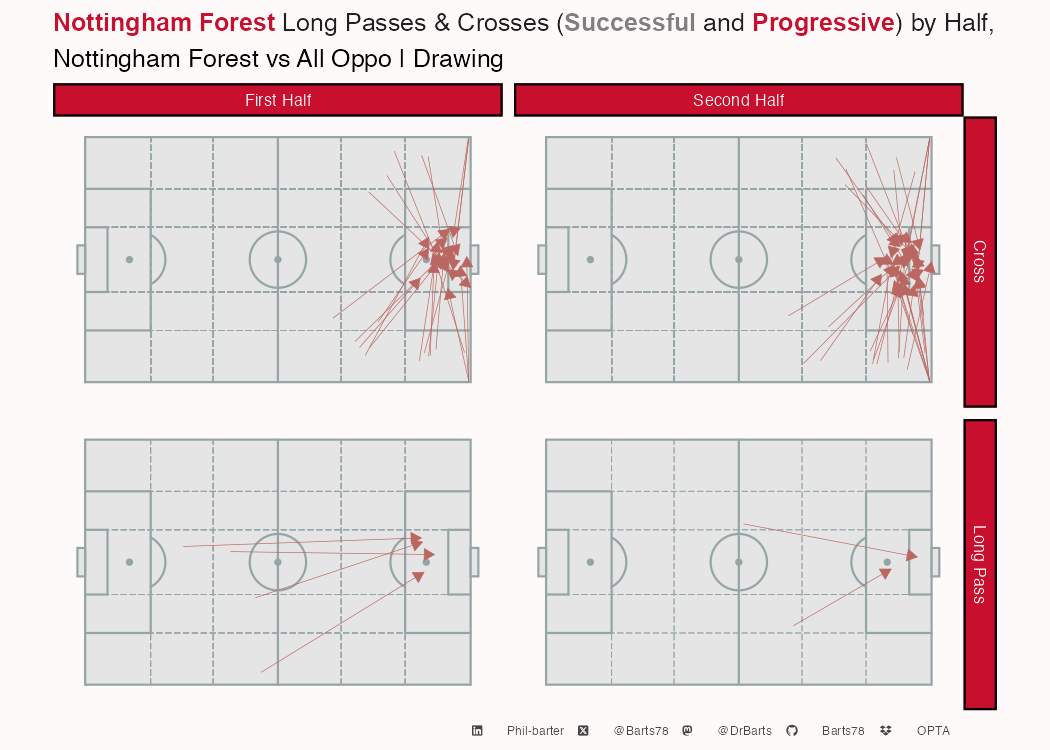 Nottingham Forest Long Passes & Crosses (Successful and Progressive) by Half,
Nottingham Forest vs All Oppo | Drawing
First Half
Second Half
Cross
Long Pass
Phil-barter @Barts78 @DrBarts Barts78 OPTA